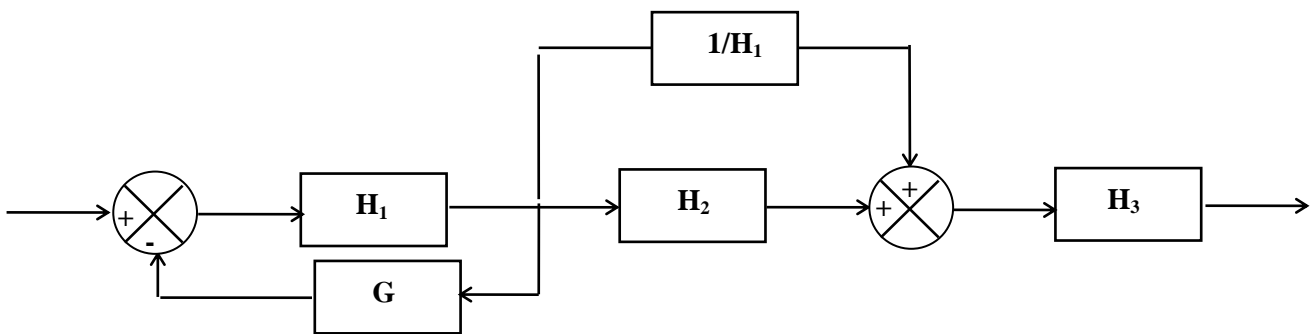 1/H₁
H₁
H₂
H₃
+
-
+
+
G